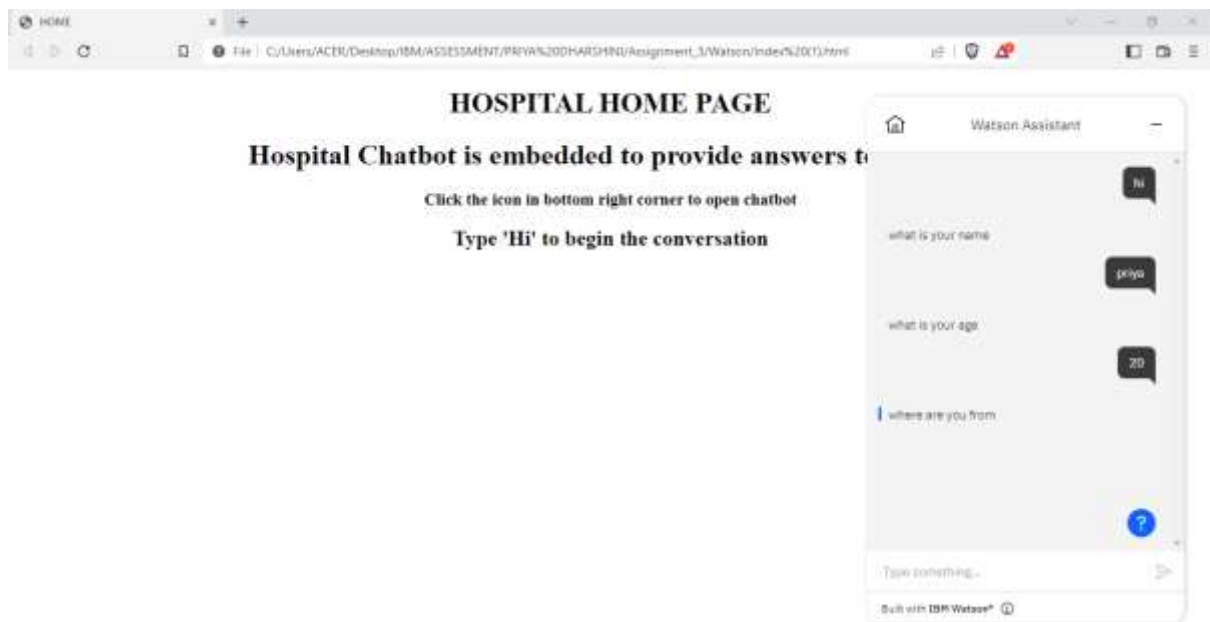 HOME
File | C:/Users/ACER/Desktop/IBM/ASSESSMENT/PRIYA%20DHARSHINI/Assignment_3/Watson/index%20(1).html
HOSPITAL HOME PAGE
Hospital Chatbot is embedded to provide answers t
Click the icon in bottom right corner to open chatbot
Type 'Hi' to begin the conversation
Watson Assistant
hi
what is your name
priya
what is your age
20
where are you from
?
Type something...
Built with IBM Watson®